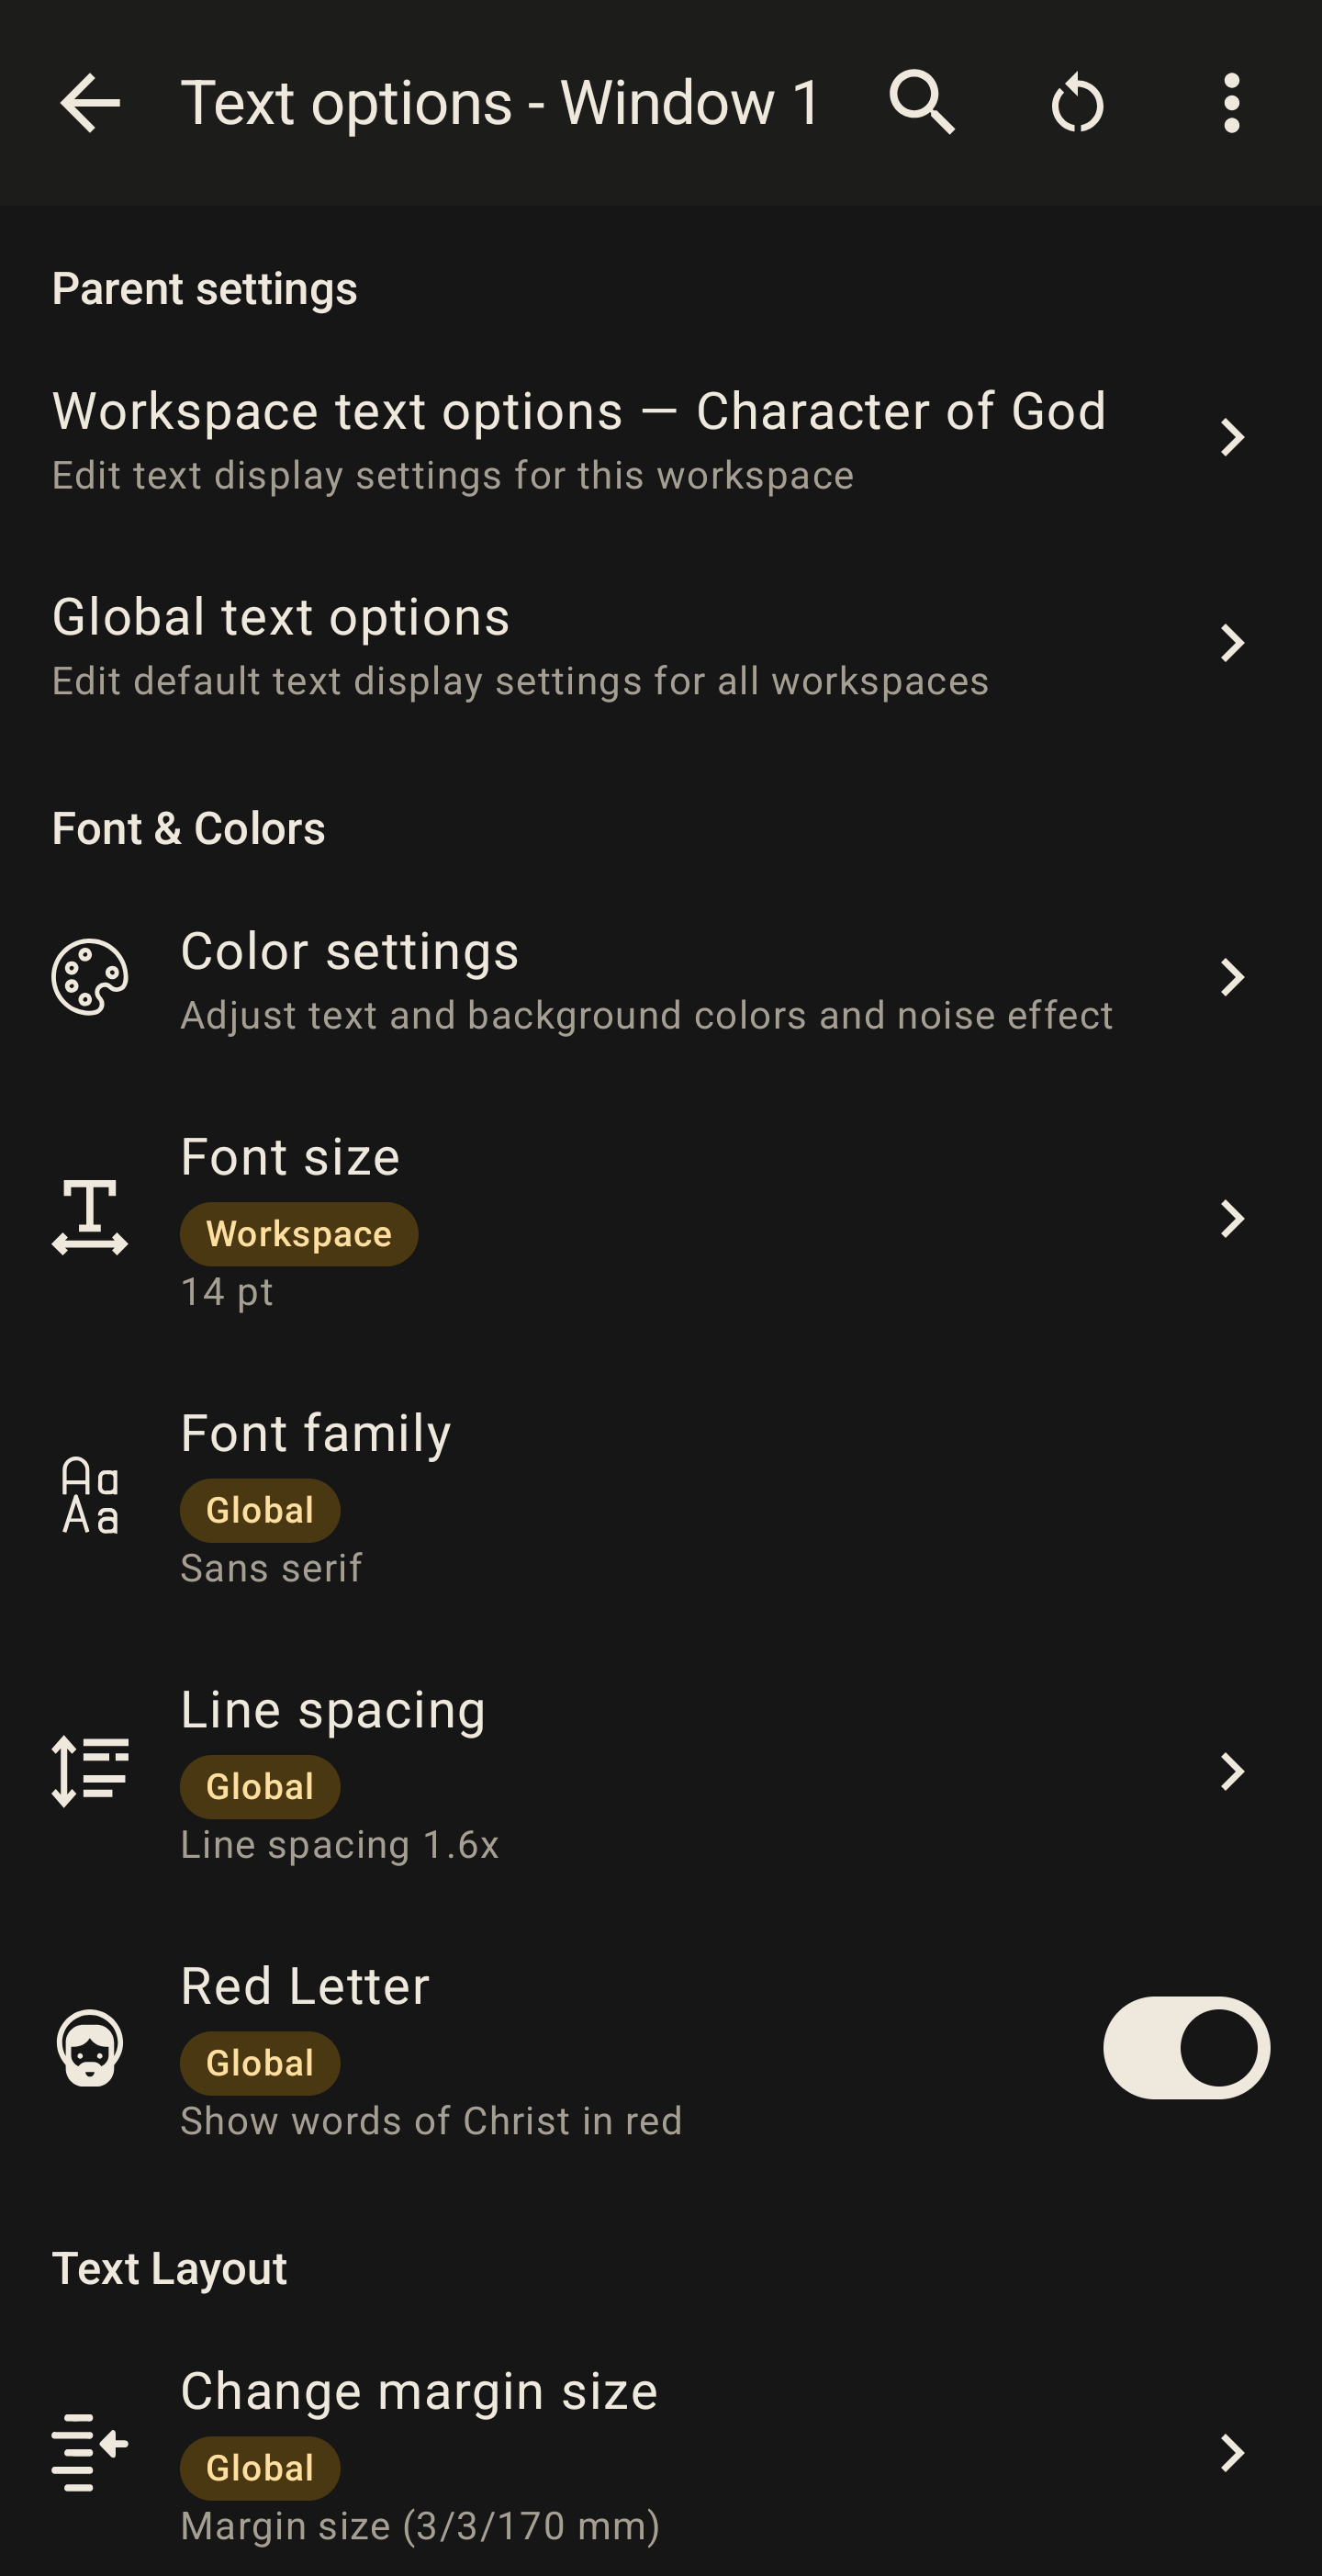 Text options - Window 1
Parent settings
Workspace text options — Character of God
Edit text display settings for this workspace
Global text options
Edit default text display settings for all workspaces
Font & Colors
Color settings
Adjust text and background colors and noise effect
Font size
Workspace
14 pt
Font family
Global
Sans serif
Line spacing
Global
Line spacing 1.6x
Red Letter
Global
Show words of Christ in red
Text Layout
Change margin size
Global
Margin size (3/3/170 mm)